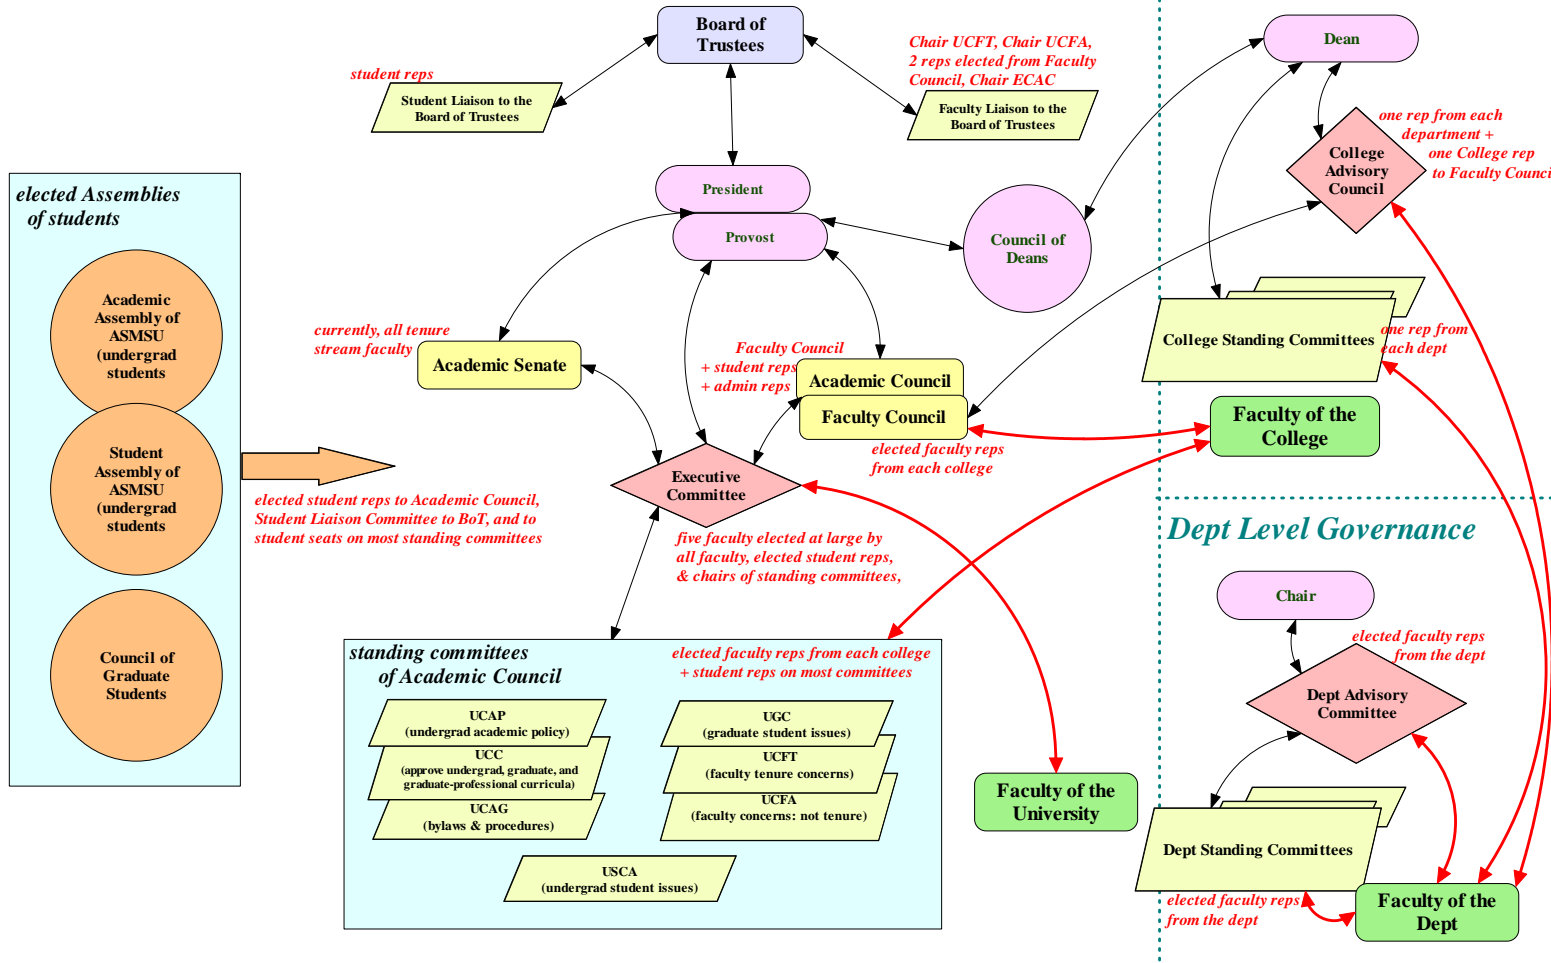 Board of
Trustees
student reps
Student Liaison to the
Board of Trustees
Chair UCFT, Chair UCFA,
2 reps elected from Faculty
Council, Chair ECAC
Faculty Liaison to the
Board of Trustees
Dean
one rep from each
department +
one College rep
to Faculty Counci
College
Advisory
Council
elected Assemblies
of students
President
Provost
Council of
Deans
Academic
Assembly of
ASMSU
(undergrad
students
currently, all tenure
stream faculty
Academic Senate
Faculty Council
+ student reps
+ admin reps
Academic Council
Faculty Council
College Standing Committees
one rep from
each dept
Faculty of the
College
elected faculty reps
from each college
Student
Assembly of
ASMSU
(undergrad
students
elected student reps to Academic Council,
Student Liaison Committee to BoT, and to
student seats on most standing committees
Executive
Committee
five faculty elected at large by
all faculty, elected student reps,
& chairs of standing committees,
Dept Level Governance
Chair
elected faculty reps
from the dept
Dept Advisory
Committee
Council of
Graduate
Students
standing committees
of Academic Council
elected faculty reps from each college
+ student reps on most committees
UCAP
(undergrad academic policy)
UCC
(approve undergrad, graduate, and
graduate-professional curricula)
UCAG
(bylaws & procedures)
UGC
(graduate student issues)
UCFT
(faculty tenure concerns)
UCFA
(faculty concerns: not tenure)
USCA
(undergrad student issues)
Faculty of the
University
Dept Standing Committees
elected faculty reps
from the dept
Faculty of the
Dept